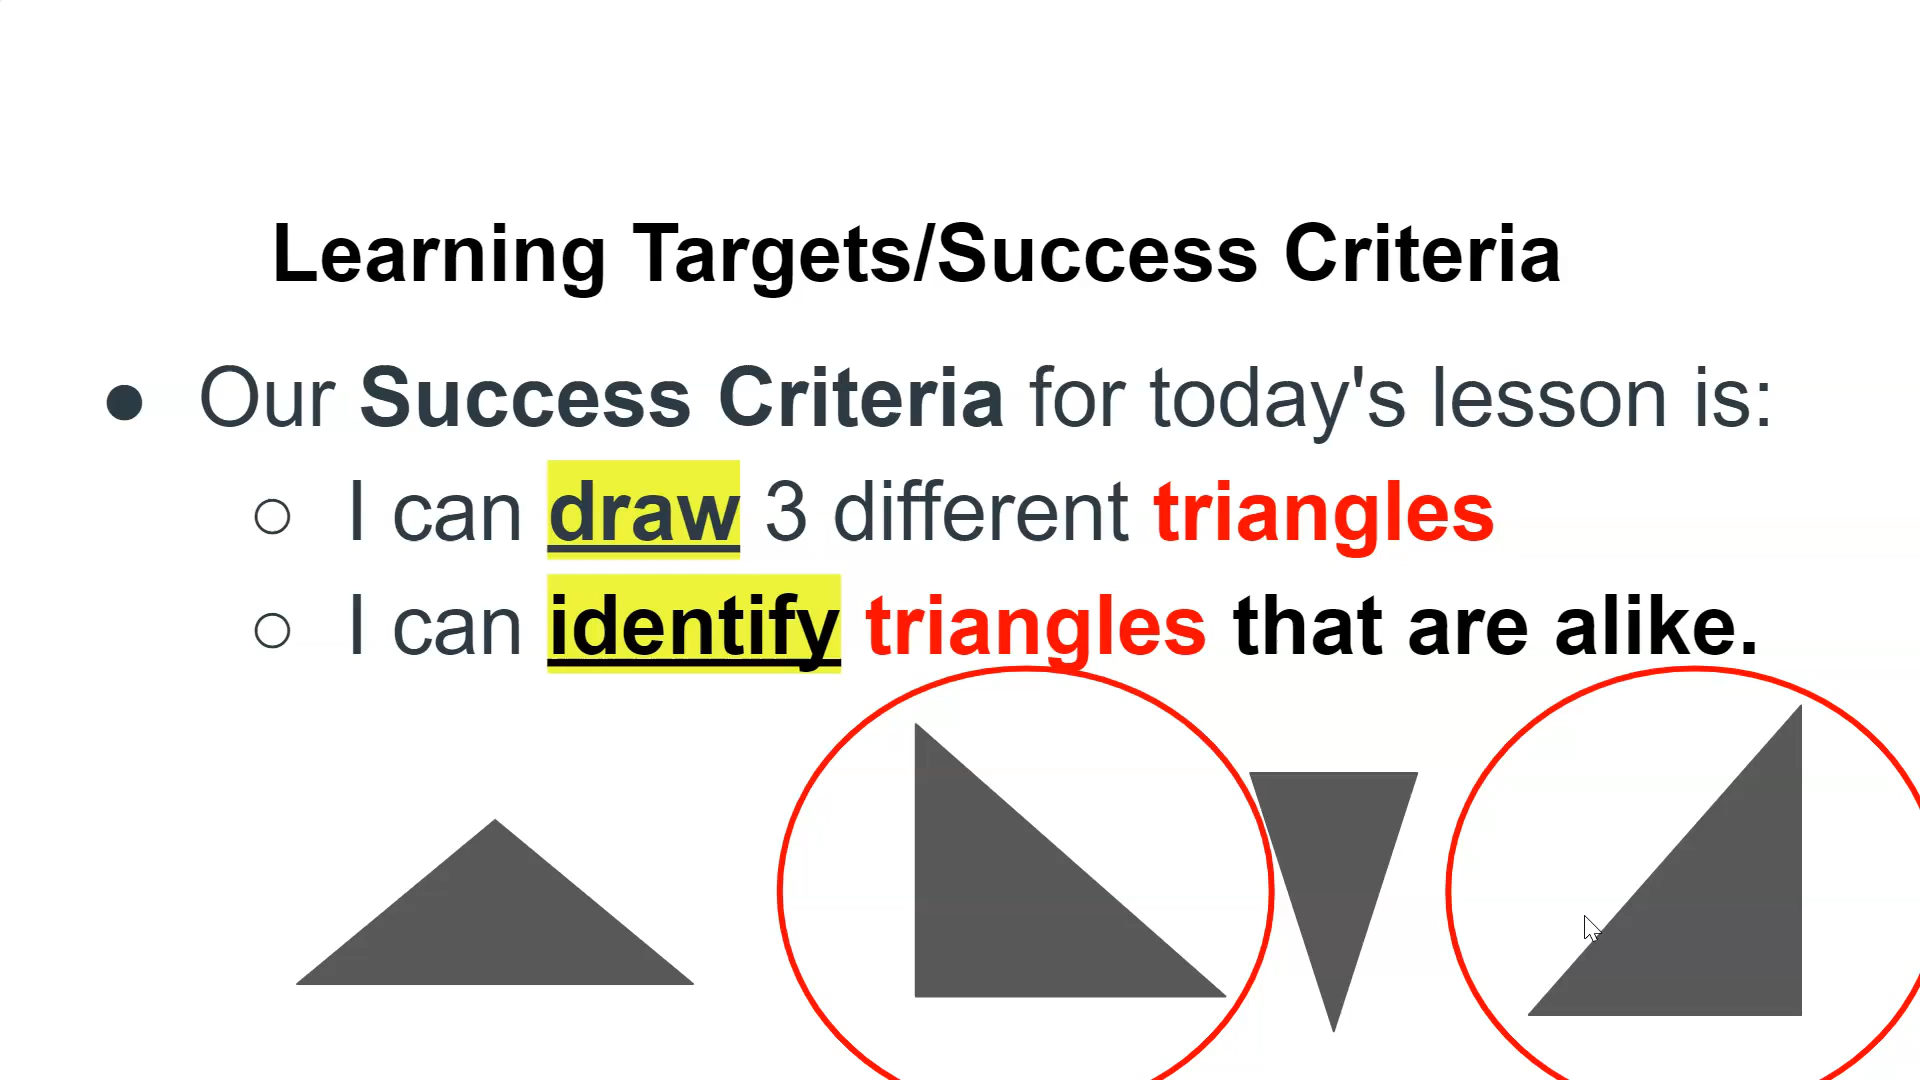 Learning Targets/Success Criteria
● Our Success Criteria for today's lesson is:
○ I can draw 3 different triangles
○ I can identify triangles that are alike.